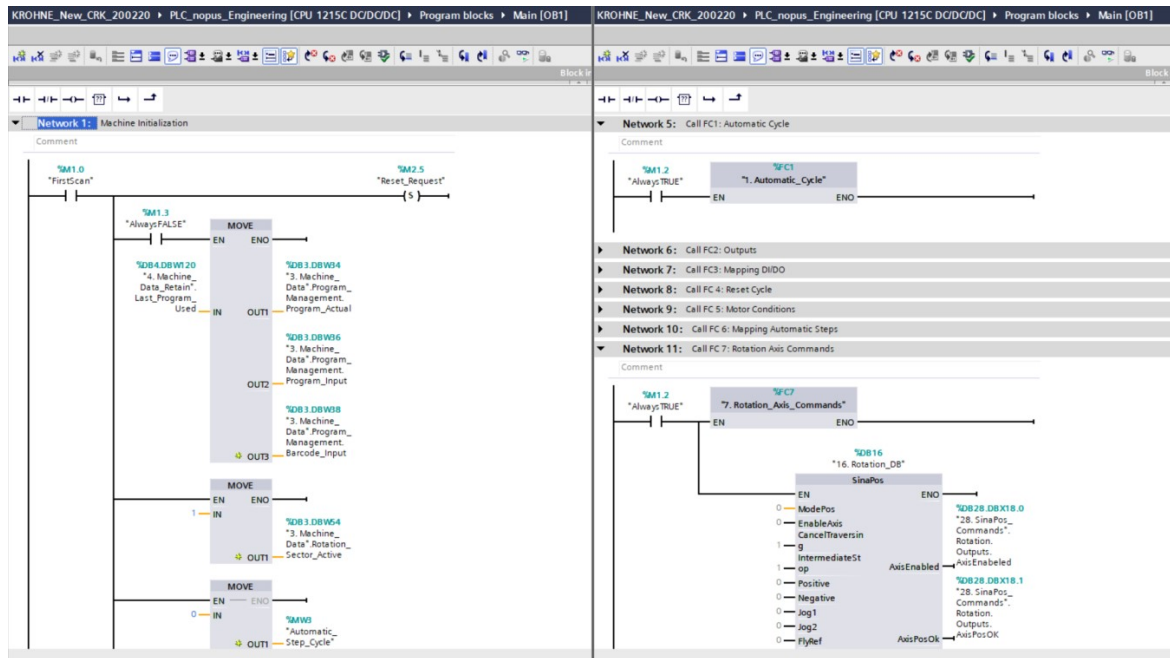 KROHNE_New_CRK_200220 ▸ PLC_nopus_Engineering [CPU 1215C DC/DC/DC] ▸ Program blocks ▸ Main [OB1]
Block in
Network 1: Machine Initialization
Comment
%M1.0
"FirstScan"
%M2.5
"Reset_Request"
S
%M1.3
"AlwaysFALSE"
MOVE
EN ENO
%DB4.DBW120
"4. Machine_
Data_Retain".
Last_Program_
Used
IN
%DB3.DBW34
"3. Machine_
Data".Program_
Management.
Program_Actual
OUT1
%DB3.DBW36
"3. Machine_
Data".Program_
Management.
Program_Input
OUT2
%DB3.DBW38
"3. Machine_
Data".Program_
Management.
Barcode_Input
OUT3
MOVE
EN ENO
1 IN
%DB3.DBW54
"3. Machine_
Data".Rotation_
Sector_Active
OUT1
MOVE
EN ENO
0 IN
%MW3
"Automatic_
Step_Cycle"
OUT1
KROHNE_New_CRK_200220 ▸ PLC_nopus_Engineering [CPU 1215C DC/DC/DC] ▸ Program blocks ▸ Main [OB1]
Block
Network 5: Call FC1: Automatic Cycle
Comment
%M1.2
"AlwaysTRUE"
%FC1
"1. Automatic_Cycle"
EN ENO
Network 6: Call FC2: Outputs
Network 7: Call FC3: Mapping DI/DO
Network 8: Call FC 4: Reset Cycle
Network 9: Call FC 5: Motor Conditions
Network 10: Call FC 6: Mapping Automatic Steps
Network 11: Call FC 7: Rotation Axis Commands
Comment
%M1.2
"AlwaysTRUE"
%FC7
"7. Rotation_Axis_Commands"
EN ENO
%DB16
"16. Rotation_DB"
SinaPos
EN ENO
0 ModePos
0 EnableAxis
CancelTraversin
1 g
IntermediateSt
1 op
0 Positive
0 Negative
0 Jog1
0 Jog2
0 FlyRef
%DB28.DBX18.0
"28. SinaPos_
Commands".
Rotation.
Outputs.
AxisEnabled AxisEnabeled
%DB28.DBX18.1
"28. SinaPos_
Commands".
Rotation.
Outputs.
AxisPosOk AxisPosOK